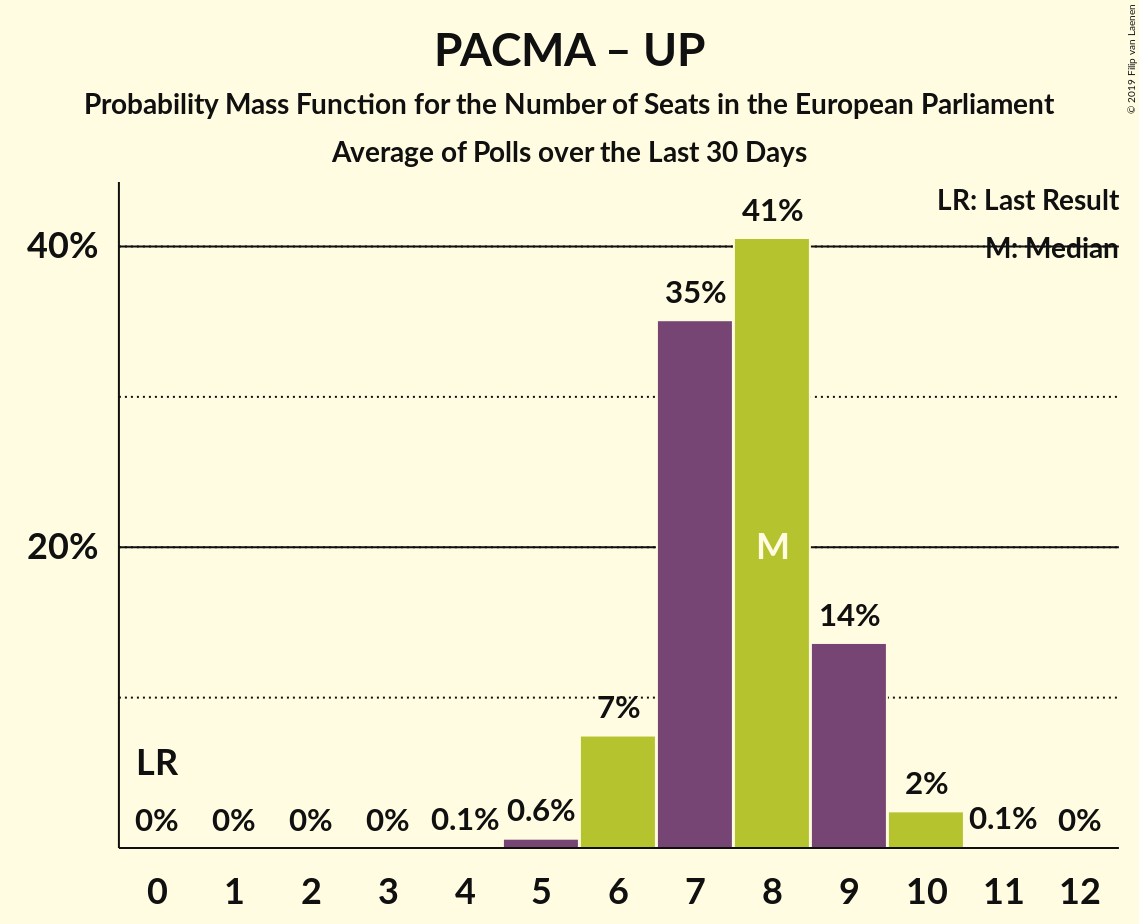 PACMA – UP
Probability Mass Function for the Number of Seats in the European Parliament
Average of Polls over the Last 30 Days
© 2019 Filip van Laenen
LR: Last Result
M: Median
40%
20%
41%
35%
M
14%
7%
LR
2%
0% 0% 0% 0% 0.1% 0.6% 0.1% 0%
0 1 2 3 4 5 6 7 8 9 10 11 12